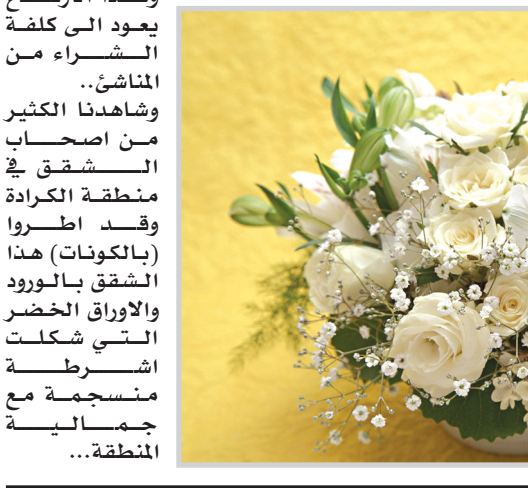 يعود الى كلفة
الشراء من
المناشئ..
وشاهدنا الكثير
من اصحاب
الشقق في
منطقة الكرادة
وقد اطروا
(بالكونات) هذا
الشقق بالورود
والاوراق الخضر
التي شكلت
اشرطة
منسجمة مع
جمالية
المنطقة...